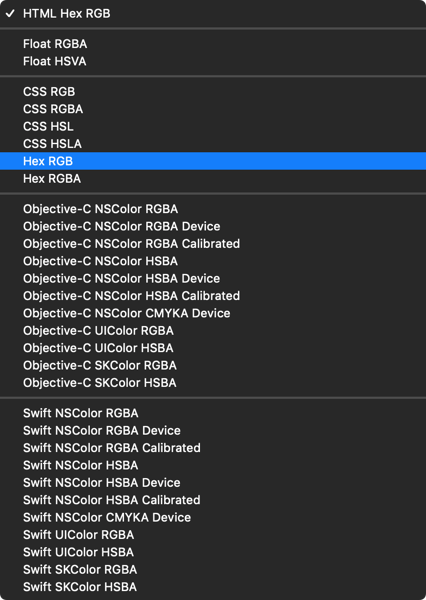 HTML Hex RGB
Float RGBA
Float HSVA
CSS RGB
CSS RGBA
CSS HSL
CSS HSLA
Hex RGB
Hex RGBA
Objective-C NSColor RGBA
Objective-C NSColor RGBA Device
Objective-C NSColor RGBA Calibrated
Objective-C NSColor HSBA
Objective-C NSColor HSBA Device
Objective-C NSColor HSBA Calibrated
Objective-C NSColor CMYKA Device
Objective-C UIColor RGBA
Objective-C UIColor HSBA
Objective-C SKColor RGBA
Objective-C SKColor HSBA
Swift NSColor RGBA
Swift NSColor RGBA Device
Swift NSColor RGBA Calibrated
Swift NSColor HSBA
Swift NSColor HSBA Device
Swift NSColor HSBA Calibrated
Swift NSColor CMYKA Device
Swift UIColor RGBA
Swift UIColor HSBA
Swift SKColor RGBA
Swift SKColor HSBA